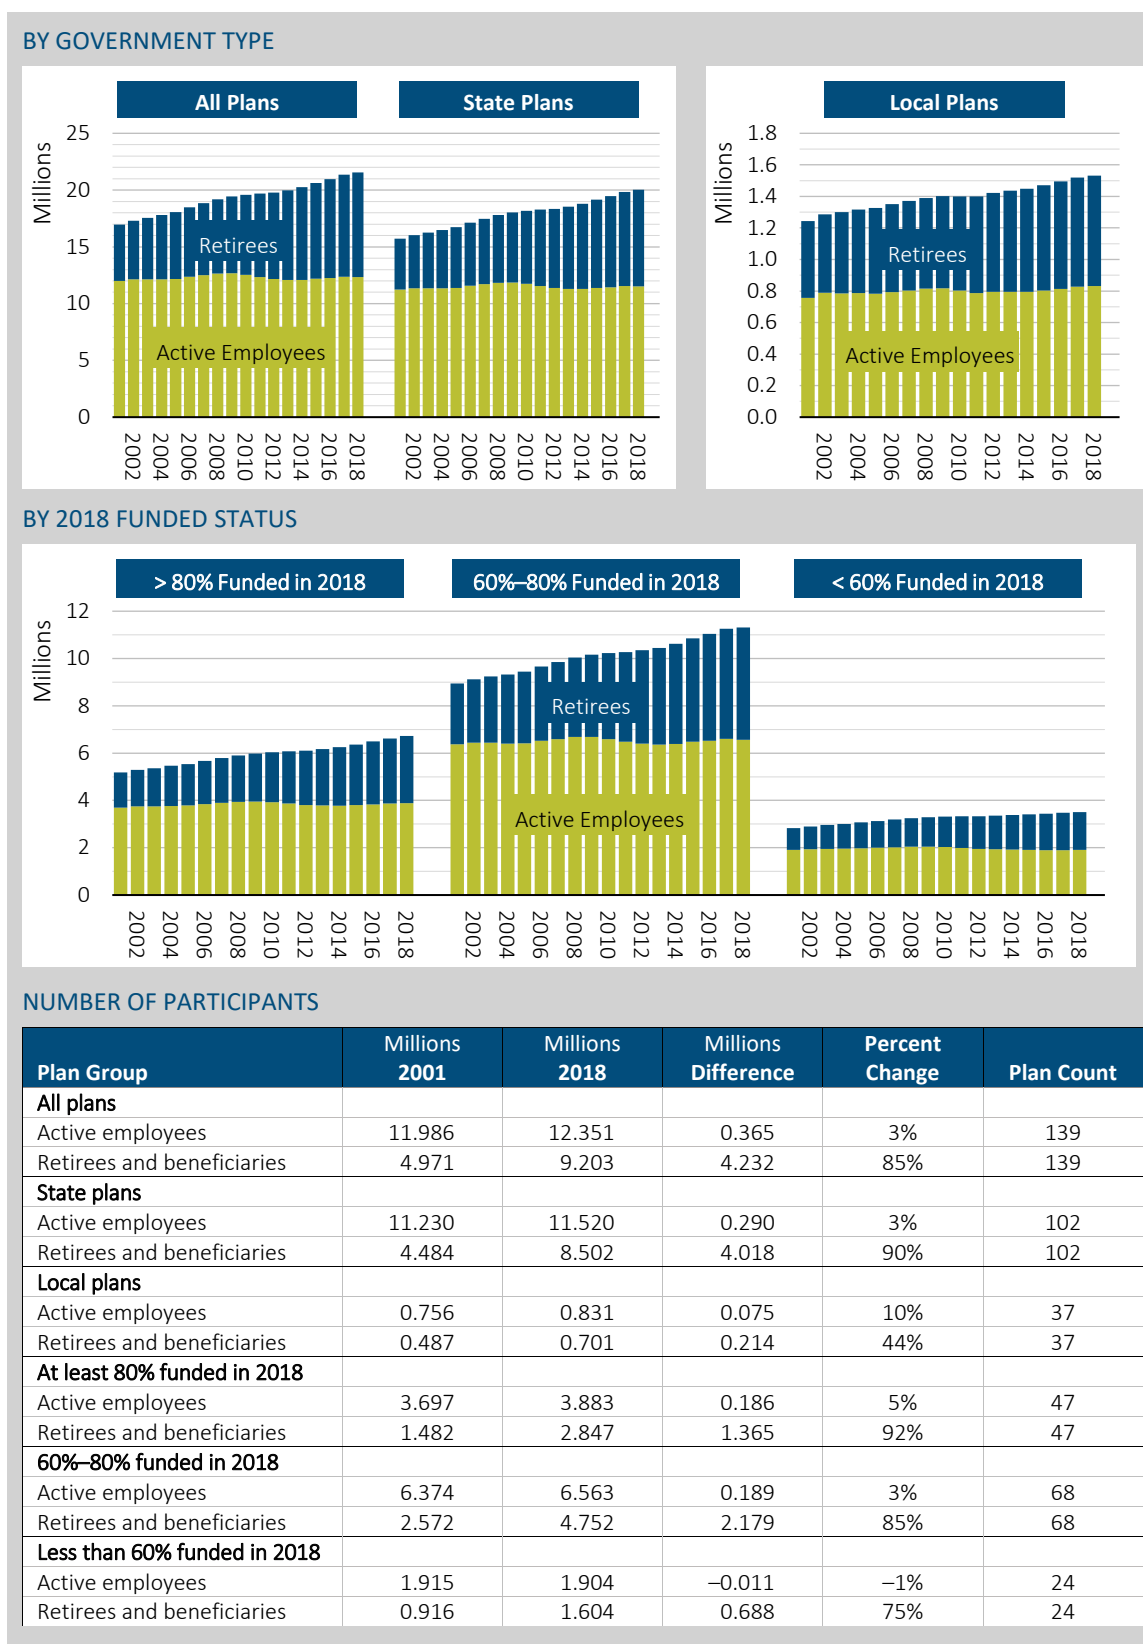 BY GOVERNMENT TYPE
All Plans
State Plans
Local Plans
Millions
25
20
15
10
5
0
Retirees
Active Employees
2002 2004 2006 2008 2010 2012 2014 2016 2018
2002 2004 2006 2008 2010 2012 2014 2016 2018
Millions
1.8
1.6
1.4
1.2
1.0
0.8
0.6
0.4
0.2
0.0
Retirees
Active Employees
2002 2004 2006 2008 2010 2012 2014 2016 2018
BY 2018 FUNDED STATUS
> 80% Funded in 2018
60%–80% Funded in 2018
< 60% Funded in 2018
Millions
12
10
8
6
4
2
0
Retirees
Active Employees
2002 2004 2006 2008 2010 2012 2014 2016 2018
2002 2004 2006 2008 2010 2012 2014 2016 2018
2002 2004 2006 2008 2010 2012 2014 2016 2018
NUMBER OF PARTICIPANTS
Millions Millions Millions Percent
Plan Group 2001 2018 Difference Change Plan Count
All plans
Active employees 11.986 12.351 0.365 3% 139
Retirees and beneficiaries 4.971 9.203 4.232 85% 139
State plans
Active employees 11.230 11.520 0.290 3% 102
Retirees and beneficiaries 4.484 8.502 4.018 90% 102
Local plans
Active employees 0.756 0.831 0.075 10% 37
Retirees and beneficiaries 0.487 0.701 0.214 44% 37
At least 80% funded in 2018
Active employees 3.697 3.883 0.186 5% 47
Retirees and beneficiaries 1.482 2.847 1.365 92% 47
60%–80% funded in 2018
Active employees 6.374 6.563 0.189 3% 68
Retirees and beneficiaries 2.572 4.752 2.179 85% 68
Less than 60% funded in 2018
Active employees 1.915 1.904 –0.011 –1% 24
Retirees and beneficiaries 0.916 1.604 0.688 75% 24